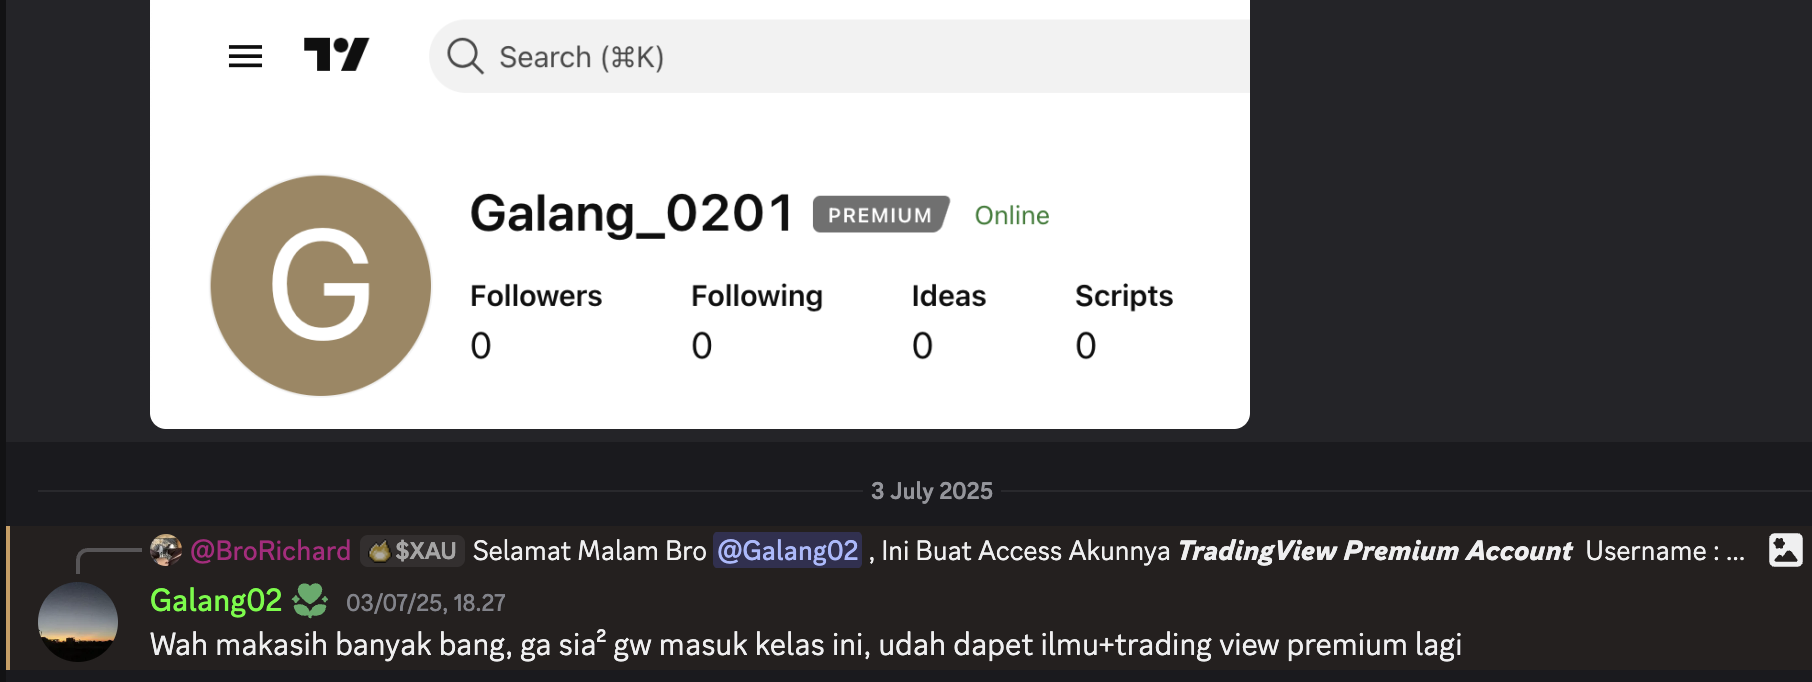 Search (⌘K)
G
Galang_0201 PREMIUM Online
Followers Following Ideas Scripts
0 0 0 0
3 July 2025
@BroRichard $XAU Selamat Malam Bro @Galang02 , Ini Buat Access Akunnya TradingView Premium Account Username : ...
Galang02 03/07/25, 18.27
Wah makasih banyak bang, ga sia² gw masuk kelas ini, udah dapet ilmu+trading view premium lagi